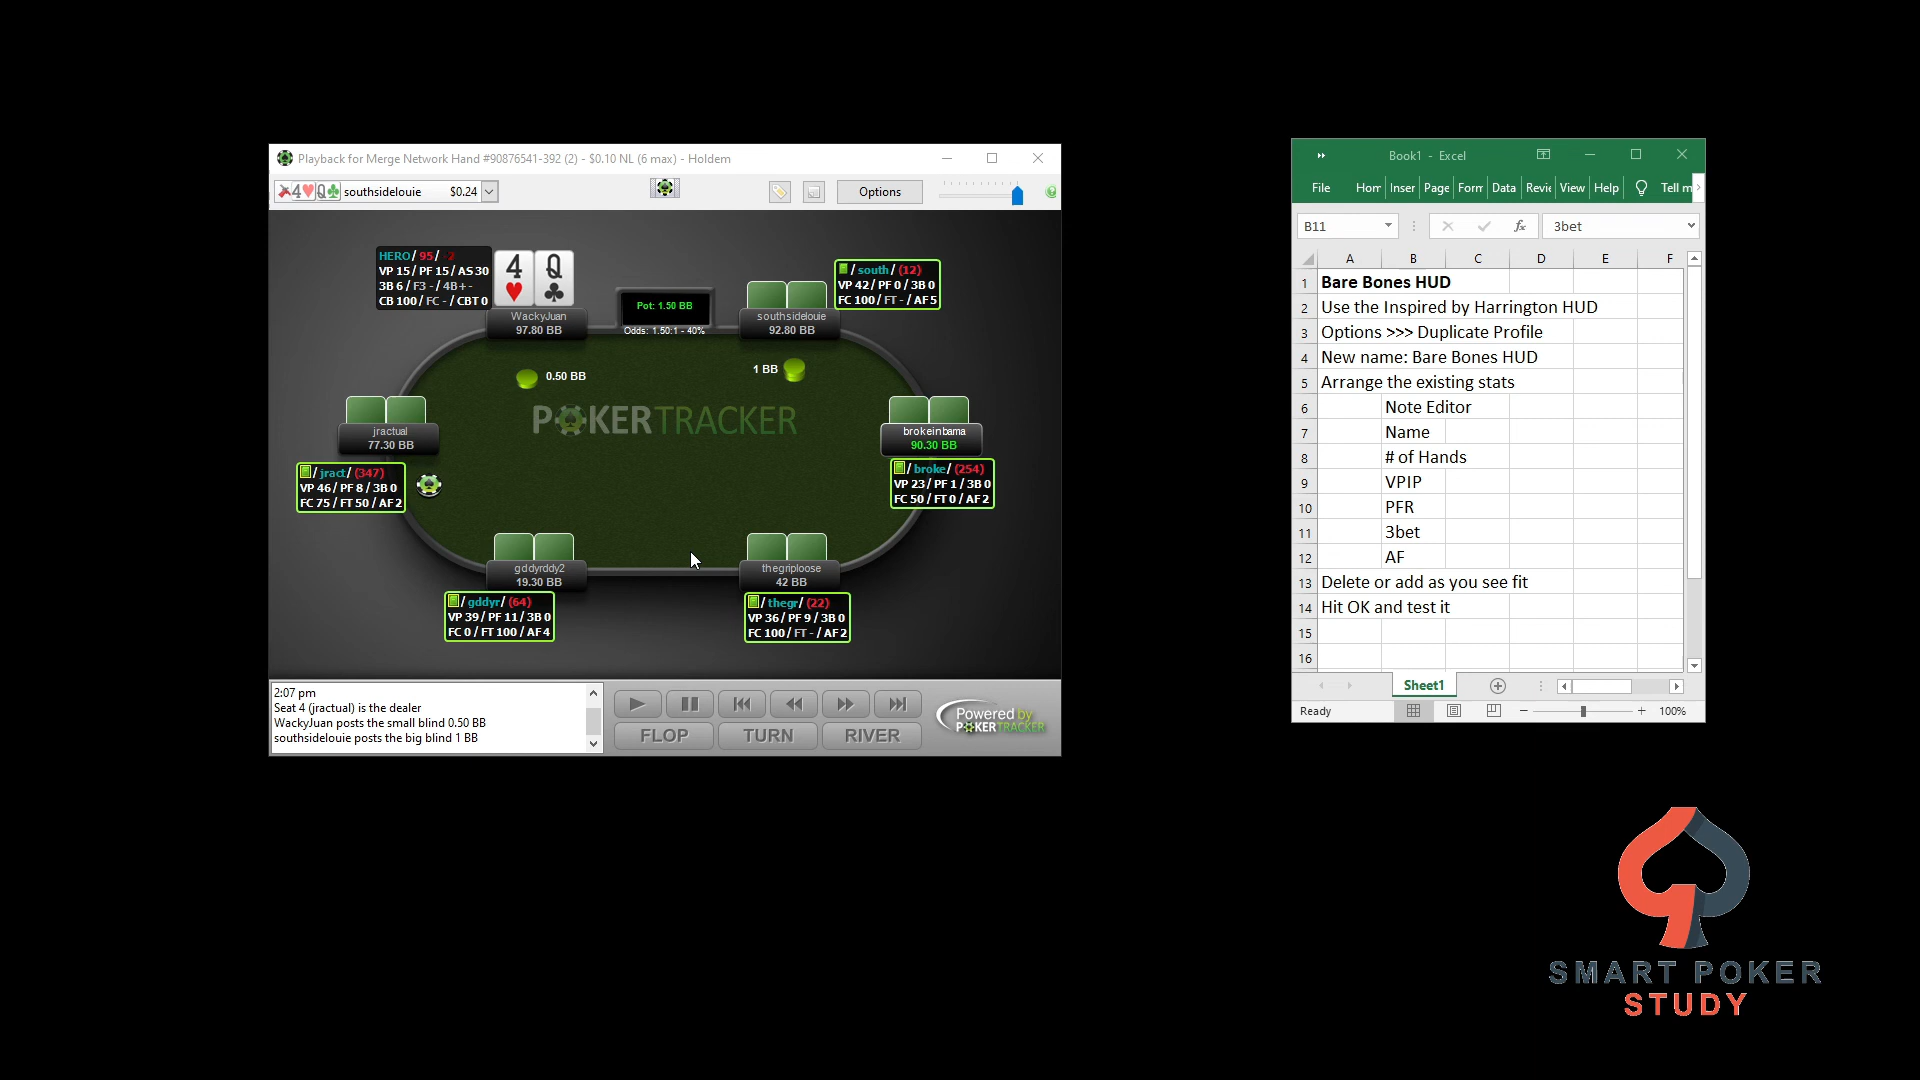 Playback for Merge Network Hand #90876541-392 (2) - $0.10 NL (6 max) - Holdem
4 Q southsidelouie $0.24
Options
HERO / 95 / -2
VP 15 / PF 15 / AS 30
3B 6 / F3 - / 4B+ -
CB 100 / FC - / CBT 0
4 Q
WackyJuan
97.80 BB
Pot: 1.50 BB
Odds: 1.50:1 - 40%
southsidelouie
92.80 BB
/ south / (12)
VP 42 / PF 0 / 3B 0
FC 100 / FT - / AF 5
0.50 BB
1 BB
POKERTRACKER
jractual
77.30 BB
/ jract / (347)
VP 46 / PF 8 / 3B 0
FC 75 / FT 50 / AF 2
brokeinbama
90.30 BB
/ broke / (254)
VP 23 / PF 1 / 3B 0
FC 50 / FT 0 / AF 2
gddyrddy2
19.30 BB
/ gddyr / (64)
VP 39 / PF 11 / 3B 0
FC 0 / FT 100 / AF 4
thegriploose
42 BB
/ thegr / (22)
VP 36 / PF 9 / 3B 0
FC 100 / FT - / AF 2
2:07 pm
Seat 4 (jractual) is the dealer
WackyJuan posts the small blind 0.50 BB
southsidelouie posts the big blind 1 BB
FLOP TURN RIVER
Powered by
POKERTRACKER
Book1 - Excel
File Hom Inser Page Form Data Revie View Help Tell m
B11 fx 3bet
A B C D E F
1 Bare Bones HUD
2 Use the Inspired by Harrington HUD
3 Options >>> Duplicate Profile
4 New name: Bare Bones HUD
5 Arrange the existing stats
6 Note Editor
7 Name
8 # of Hands
9 VPIP
10 PFR
11 3bet
12 AF
13 Delete or add as you see fit
14 Hit OK and test it
15
16
Sheet1
Ready 100%
SMART POKER
STUDY